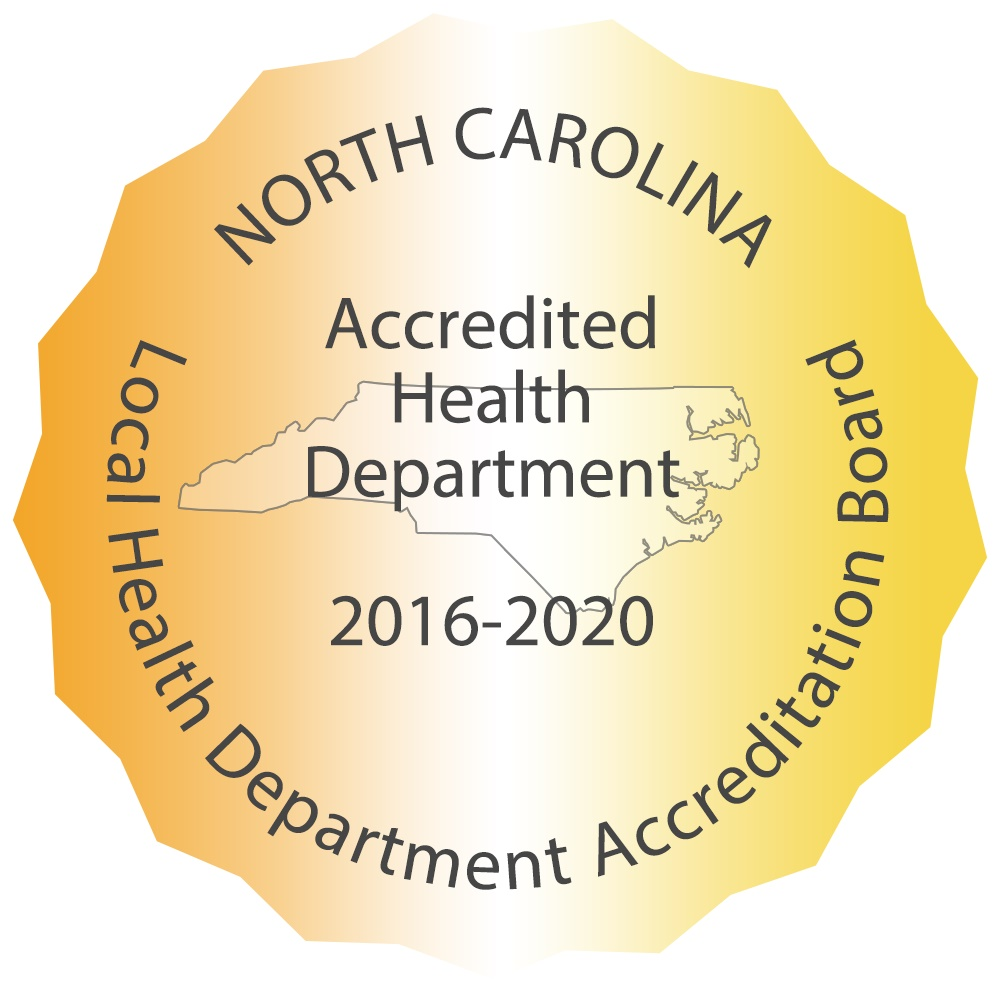 NORTH CAROLINA
Accredited
Health
Department
2016-2020
Local Health Department Accreditation Board